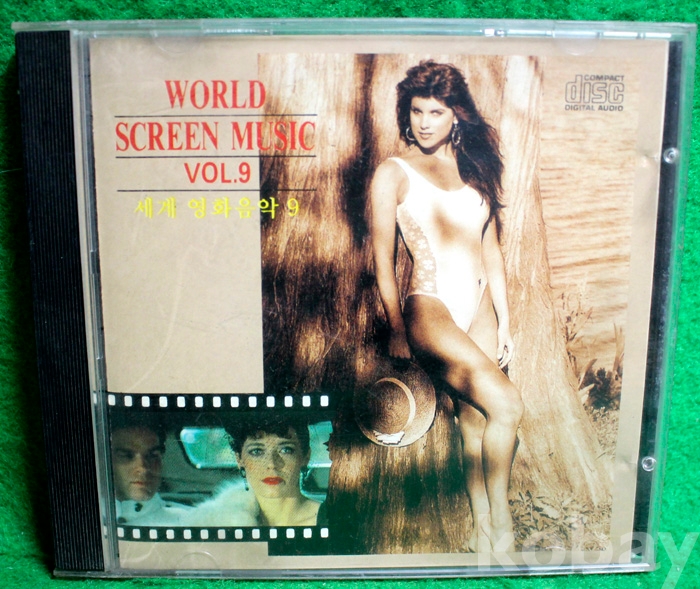 WORLD
SCREEN MUSIC
VOL.9
세계 영화음악 9
COMPACT
disc
DIGITAL AUDIO
kobay